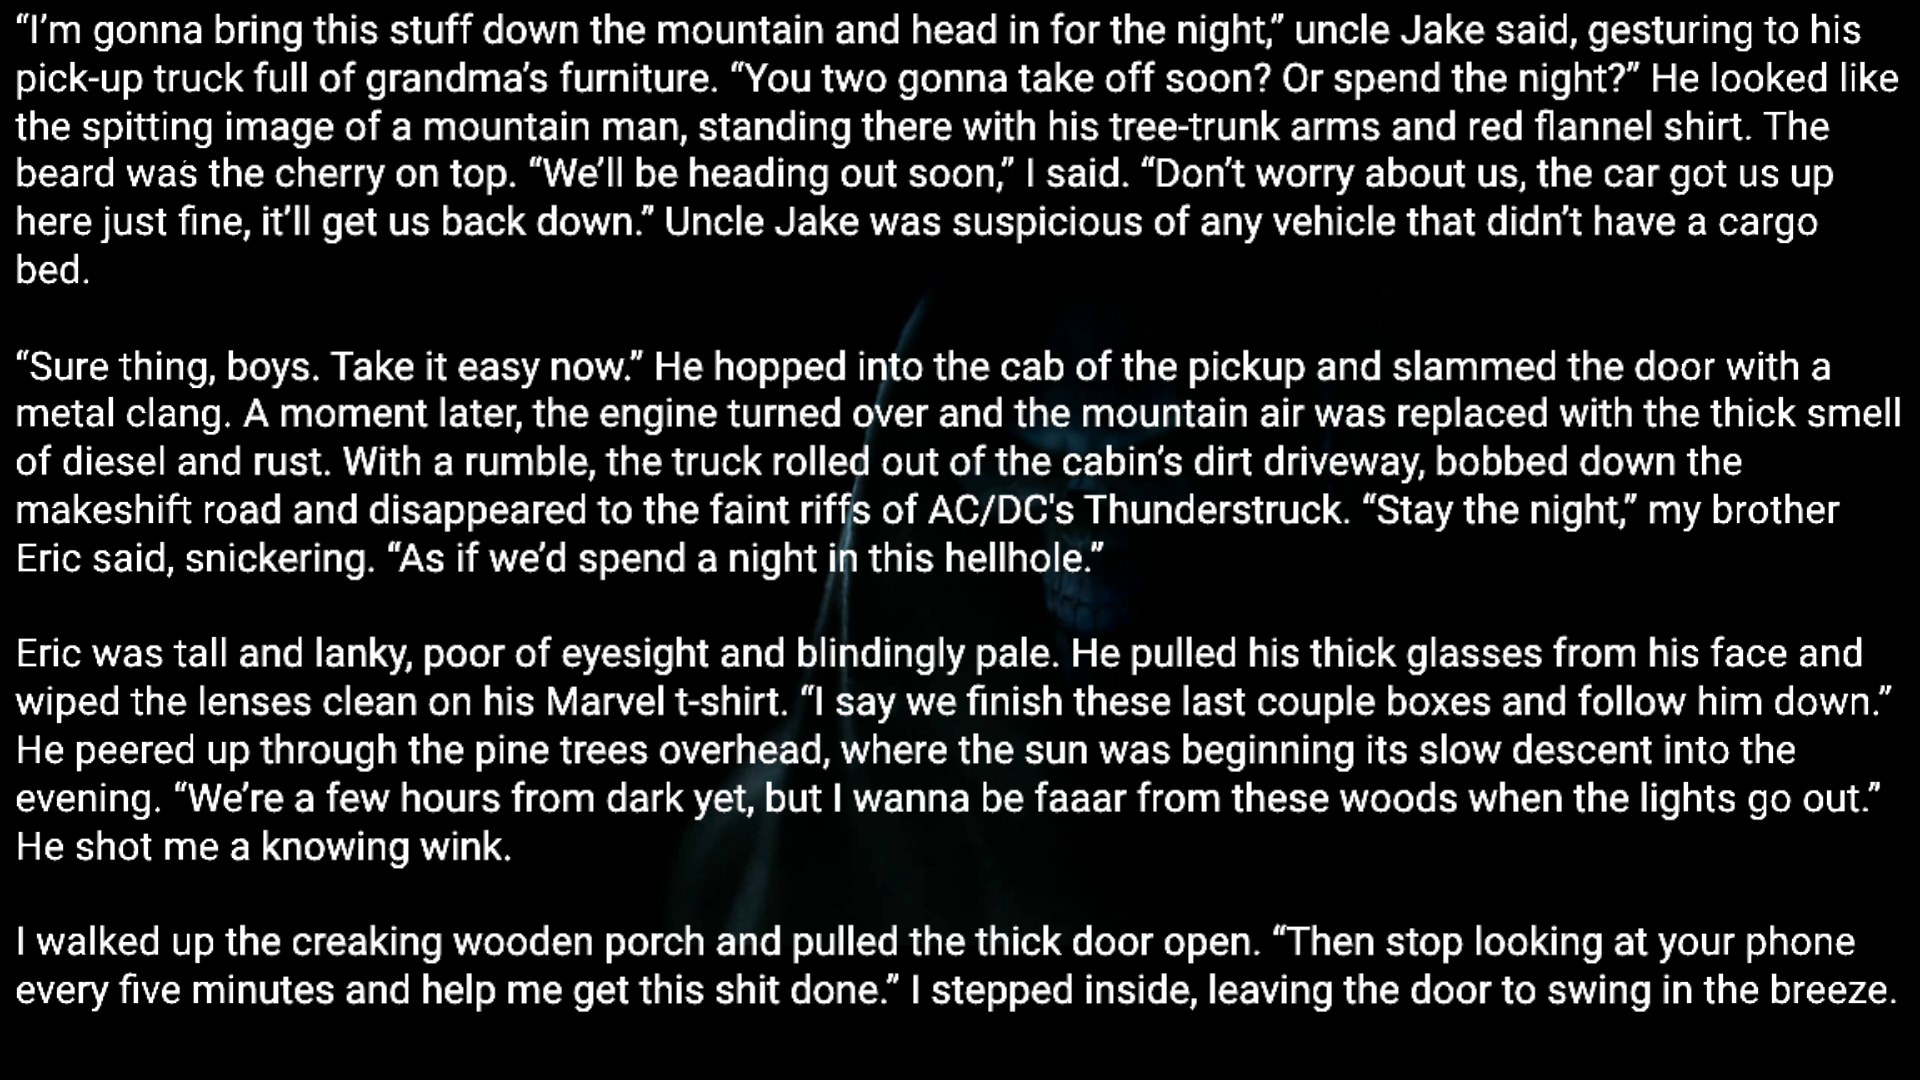 “I’m gonna bring this stuff down the mountain and head in for the night,” uncle Jake said, gesturing to his
pick-up truck full of grandma’s furniture. “You two gonna take off soon? Or spend the night?” He looked like
the spitting image of a mountain man, standing there with his tree-trunk arms and red flannel shirt. The
beard was the cherry on top. “We’ll be heading out soon,” I said. “Don’t worry about us, the car got us up
here just fine, it’ll get us back down.” Uncle Jake was suspicious of any vehicle that didn’t have a cargo
bed.
“Sure thing, boys. Take it easy now.” He hopped into the cab of the pickup and slammed the door with a
metal clang. A moment later, the engine turned over and the mountain air was replaced with the thick smell
of diesel and rust. With a rumble, the truck rolled out of the cabin’s dirt driveway, bobbed down the
makeshift road and disappeared to the faint riffs of AC/DC's Thunderstruck. “Stay the night,” my brother
Eric said, snickering. “As if we’d spend a night in this hellhole.”
Eric was tall and lanky, poor of eyesight and blindingly pale. He pulled his thick glasses from his face and
wiped the lenses clean on his Marvel t-shirt. “I say we finish these last couple boxes and follow him down.”
He peered up through the pine trees overhead, where the sun was beginning its slow descent into the
evening. “We’re a few hours from dark yet, but I wanna be faaar from these woods when the lights go out.”
He shot me a knowing wink.
I walked up the creaking wooden porch and pulled the thick door open. “Then stop looking at your phone
every five minutes and help me get this shit done.” I stepped inside, leaving the door to swing in the breeze.